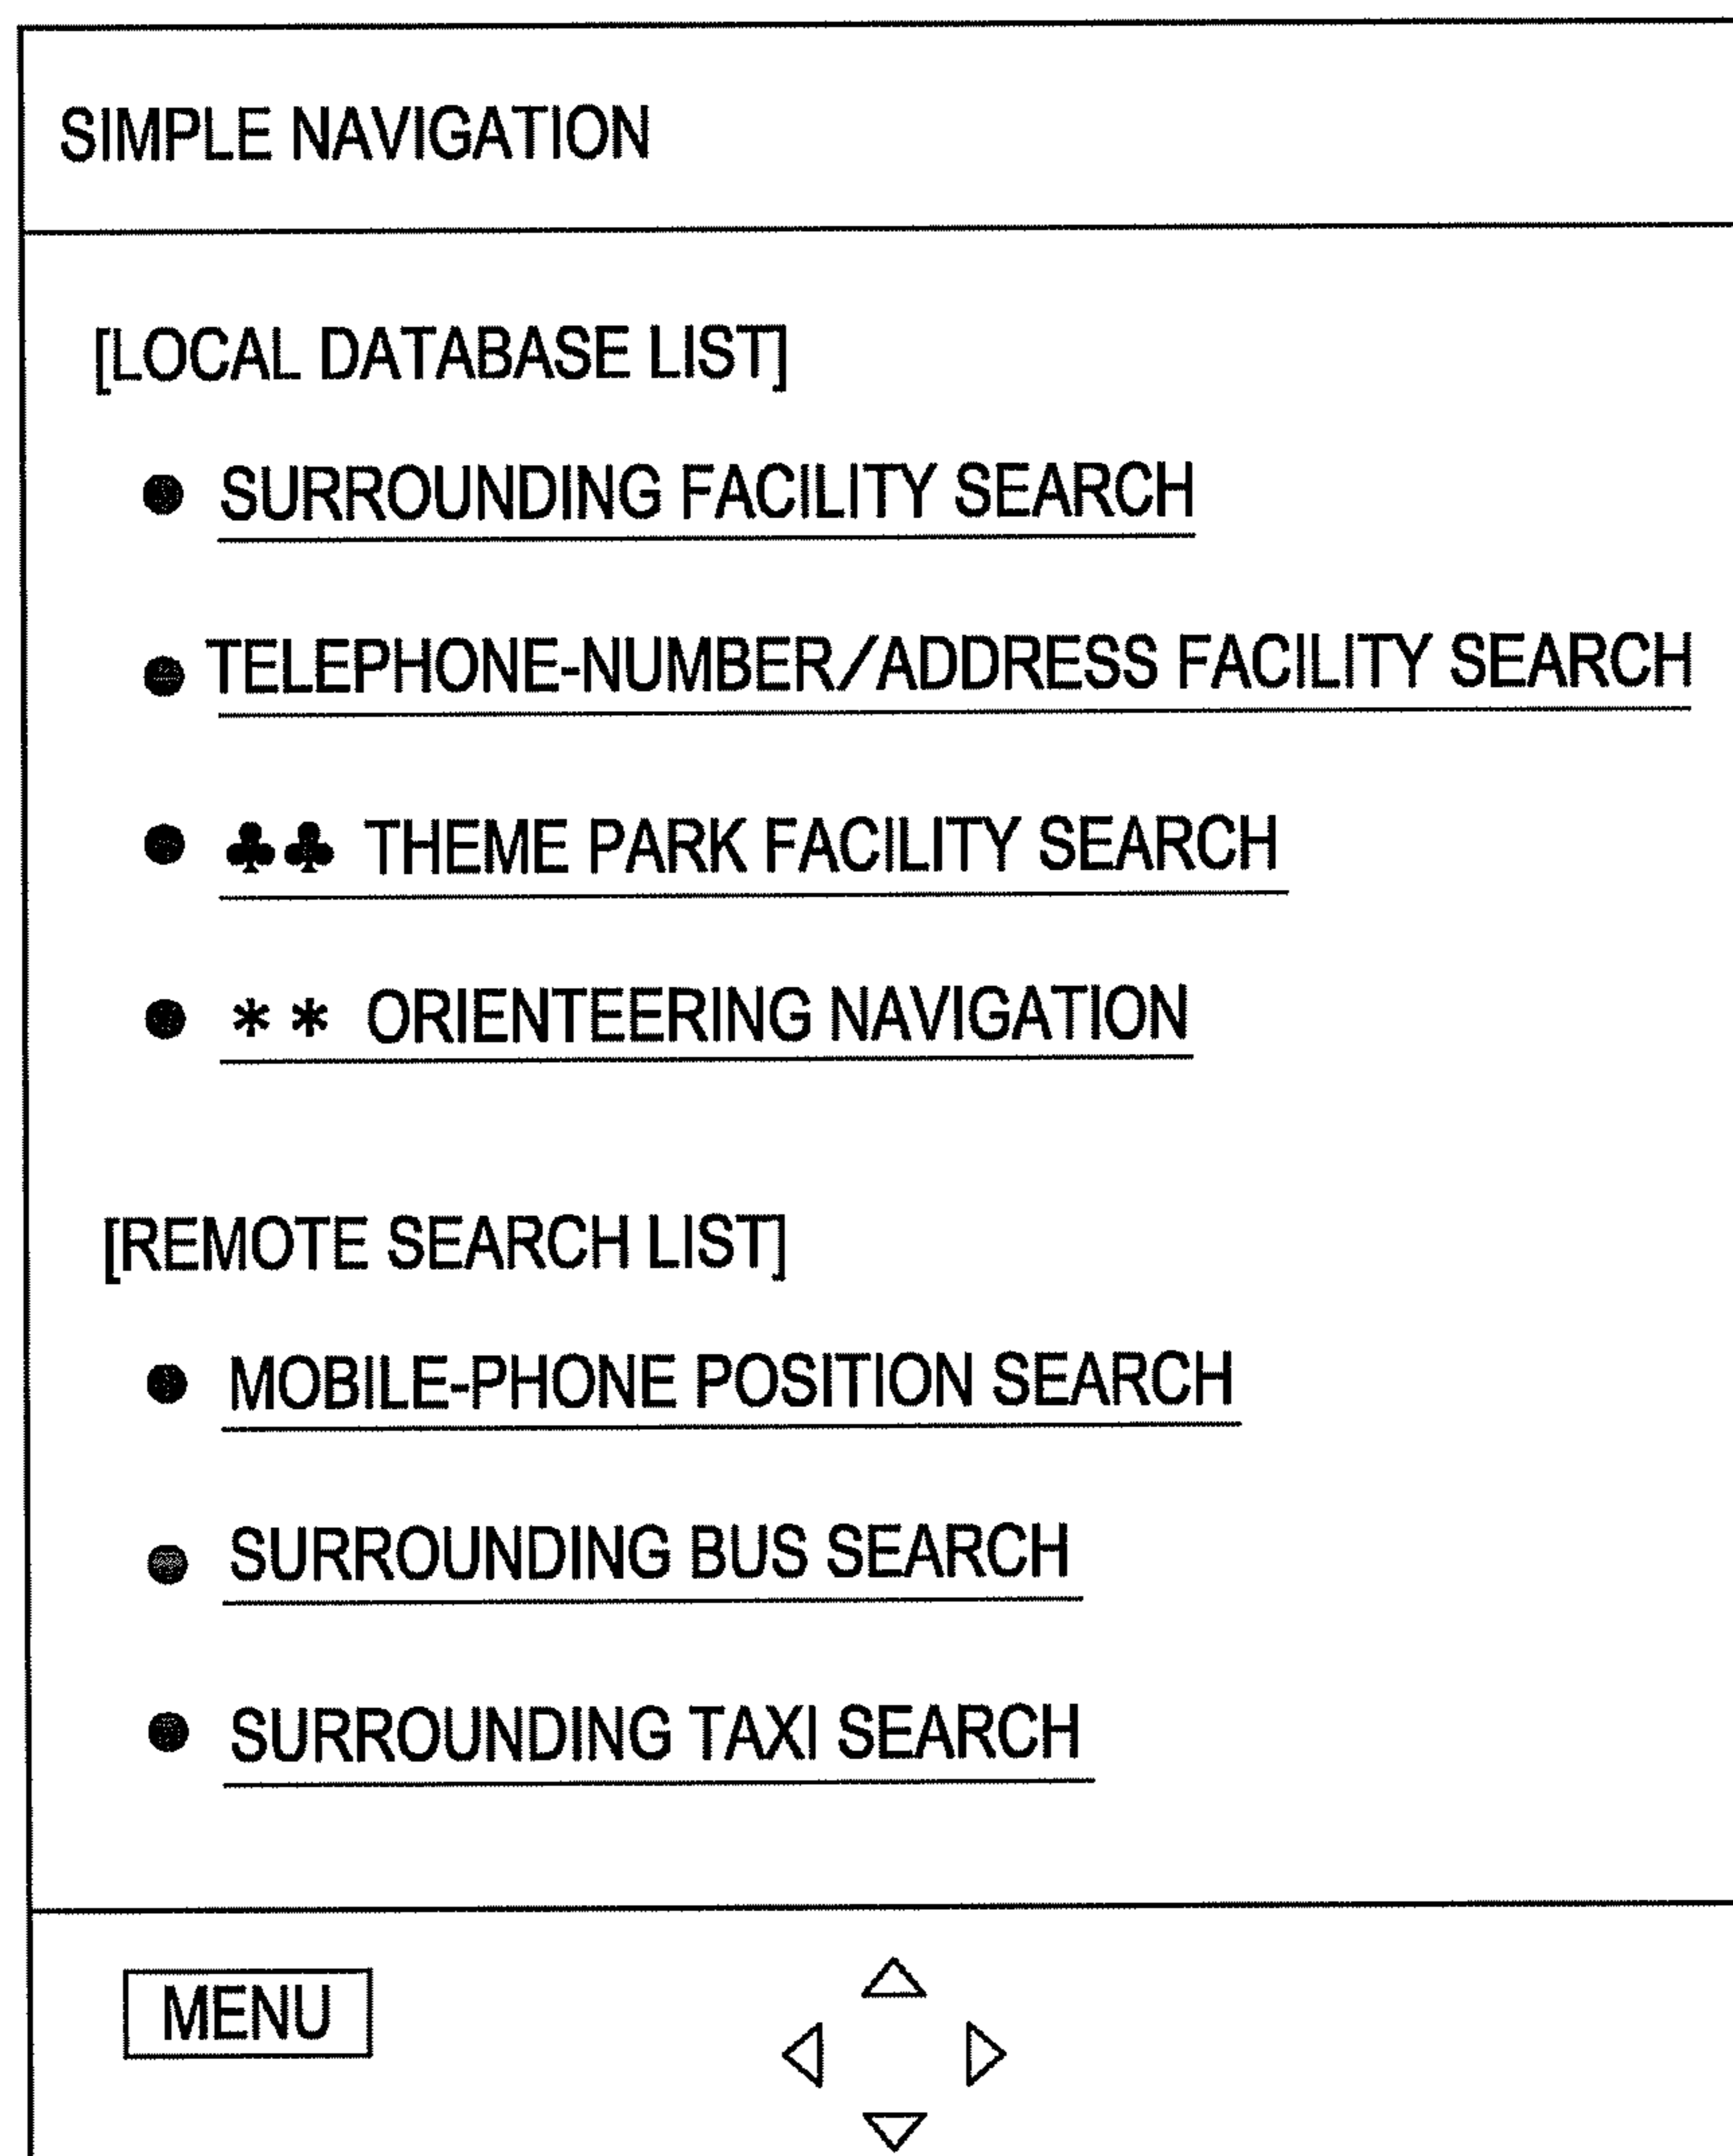 SIMPLE NAVIGATION
[LOCAL DATABASE LIST]
● SURROUNDING FACILITY SEARCH
● TELEPHONE-NUMBER/ADDRESS FACILITY SEARCH
● ♣♣ THEME PARK FACILITY SEARCH
● ** ORIENTEERING NAVIGATION
[REMOTE SEARCH LIST]
● MOBILE-PHONE POSITION SEARCH
● SURROUNDING BUS SEARCH
● SURROUNDING TAXI SEARCH
MENU